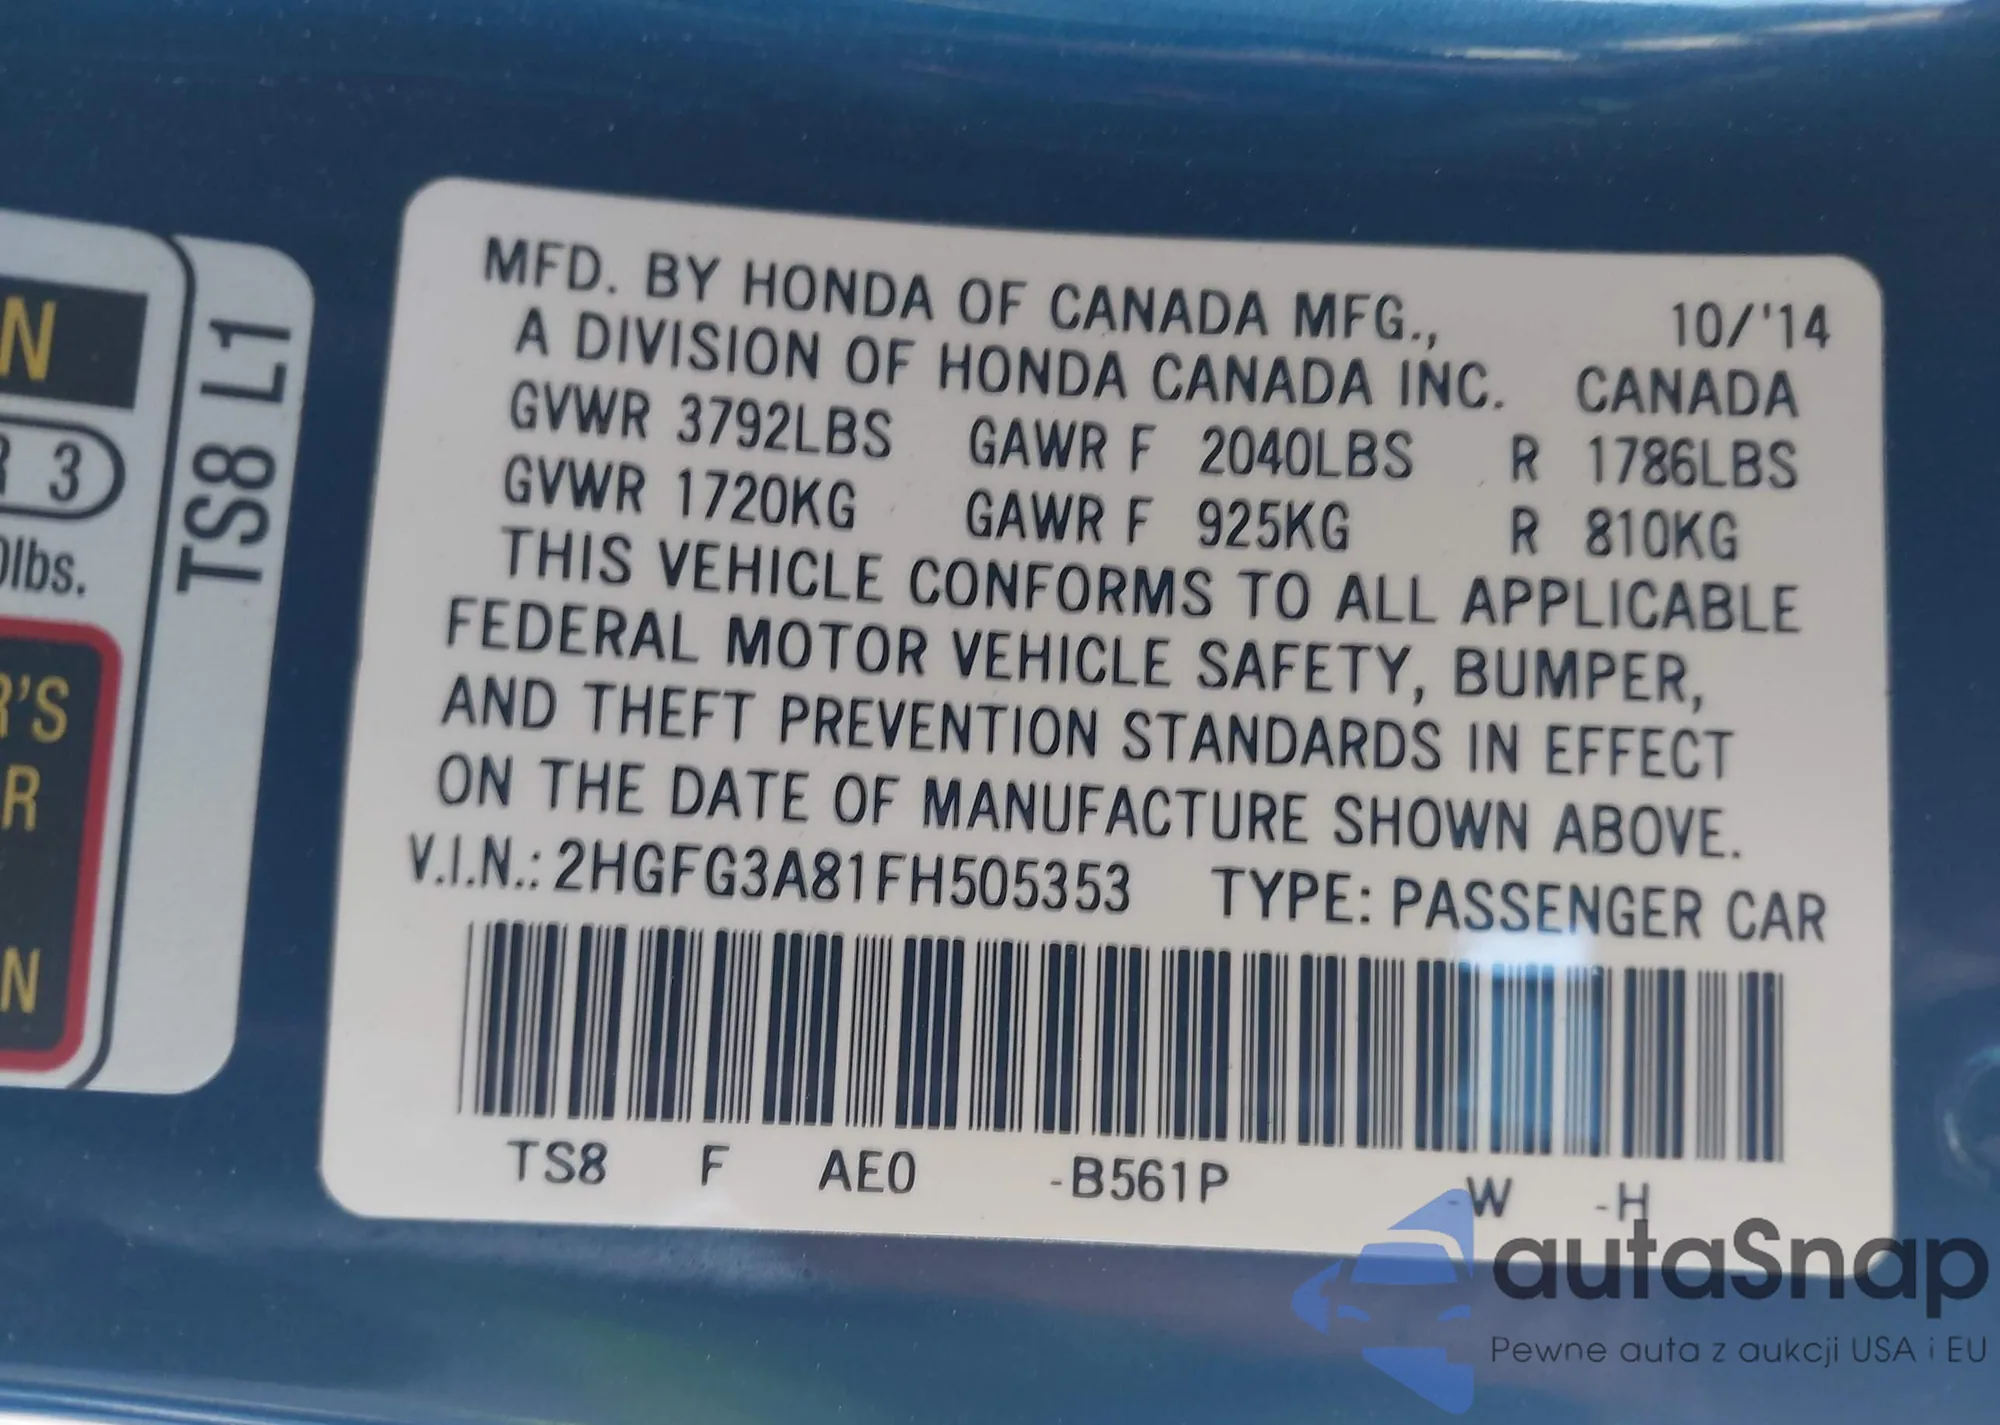 N
R 3
0lbs.
R'S
R
N
TS8 L1
MFD. BY HONDA OF CANADA MFG., 10/'14
A DIVISION OF HONDA CANADA INC. CANADA
GVWR 3792LBS GAWR F 2040LBS R 1786LBS
GVWR 1720KG GAWR F 925KG R 810KG
THIS VEHICLE CONFORMS TO ALL APPLICABLE
FEDERAL MOTOR VEHICLE SAFETY, BUMPER,
AND THEFT PREVENTION STANDARDS IN EFFECT
ON THE DATE OF MANUFACTURE SHOWN ABOVE.
V.I.N.: 2HGFG3A81FH505353 TYPE: PASSENGER CAR
TS8 F AE0 -B561P -W -H
autaSnap
Pewne auta z aukcji USA i EU